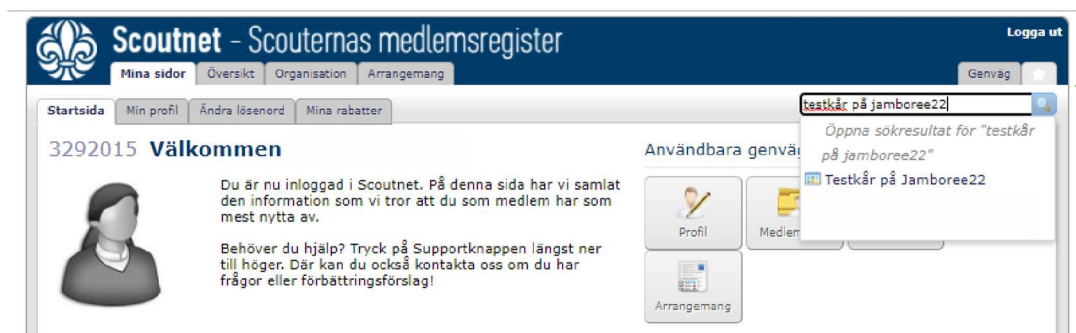 Scoutnet – Scouternas medlemsregister
Logga ut
Mina sidor
Översikt
Organisation
Arrangemang
Genväg
Startsida
Min profil
Ändra lösenord
Mina rabatter
testkår på jamboree22
Öppna sökresultat för "testkår
på jamboree22"
Testkår på Jamboree22
3292015 Välkommen
Du är nu inloggad i Scoutnet. På denna sida har vi samlat
den information som vi tror att du som medlem har som
mest nytta av.
Behöver du hjälp? Tryck på Supportknappen längst ner
till höger. Där kan du också kontakta oss om du har
frågor eller förbättringsförslag!
Användbara
Profil
Arrangemang